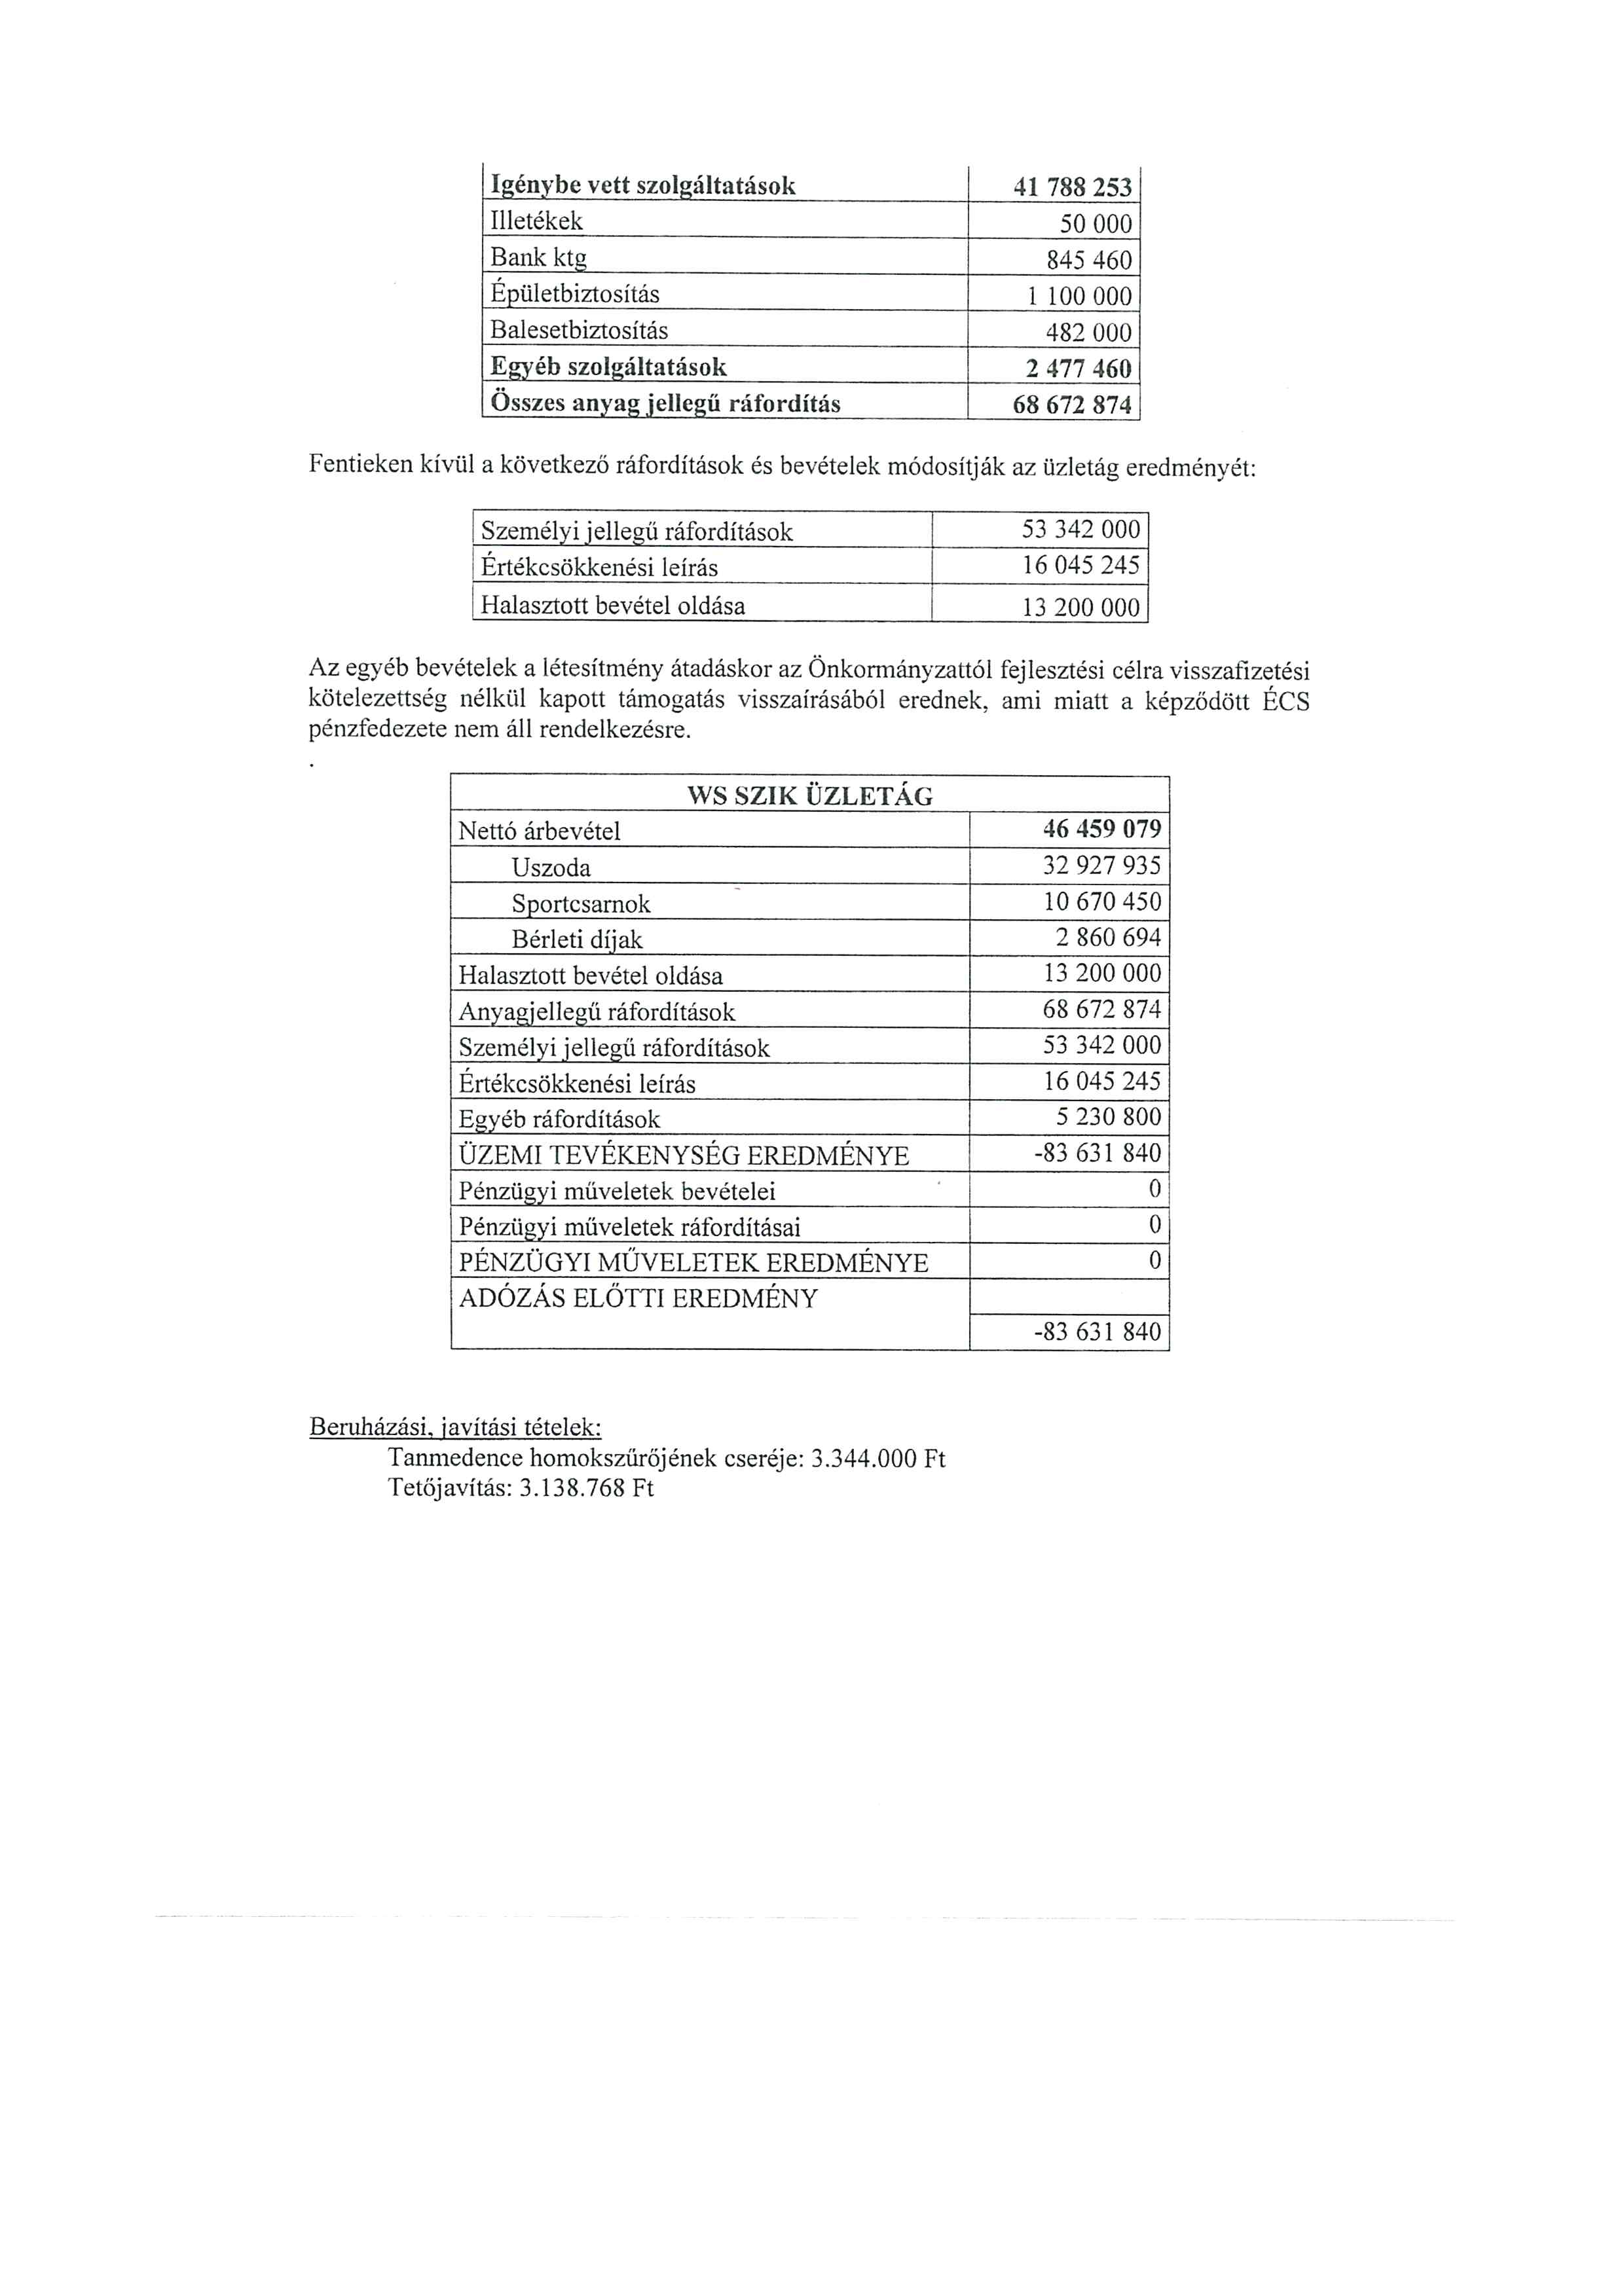 Igénybe vett szolgáltatások 41 788 253
Illetékek 50 000
Bank ktg 845 460
Épületbiztosítás 1 100 000
Balesetbiztosítás 482 000
Egyéb szolgáltatások 2 477 460
Összes anyag jellegű ráfordítás 68 672 874
Fentieken kívül a következő ráfordítások és bevételek módosítják az üzletág eredményét:
Személyi jellegű ráfordítások 53 342 000
Értékcsökkenési leírás 16 045 245
Halasztott bevétel oldása 13 200 000
Az egyéb bevételek a létesítmény átadáskor az Önkormányzattól fejlesztési célra visszafizetési
kötelezettség nélkül kapott támogatás visszaírásából erednek, ami miatt a képződött ÉCS
pénzfedezete nem áll rendelkezésre.
.
WS SZIK ÜZLETÁG
Nettó árbevétel 46 459 079
Uszoda 32 927 935
Sportcsarnok 10 670 450
Bérleti díjak 2 860 694
Halasztott bevétel oldása 13 200 000
Anyagjellegű ráfordítások 68 672 874
Személyi jellegű ráfordítások 53 342 000
Értékcsökkenési leírás 16 045 245
Egyéb ráfordítások 5 230 800
ÜZEMI TEVÉKENYSÉG EREDMÉNYE -83 631 840
Pénzügyi műveletek bevételei 0
Pénzügyi műveletek ráfordításai 0
PÉNZÜGYI MŰVELETEK EREDMÉNYE 0
ADÓZÁS ELŐTTI EREDMÉNY
-83 631 840
Beruházási, javítási tételek:
Tanmedence homokszűrőjének cseréje: 3.344.000 Ft
Tetőjavítás: 3.138.768 Ft